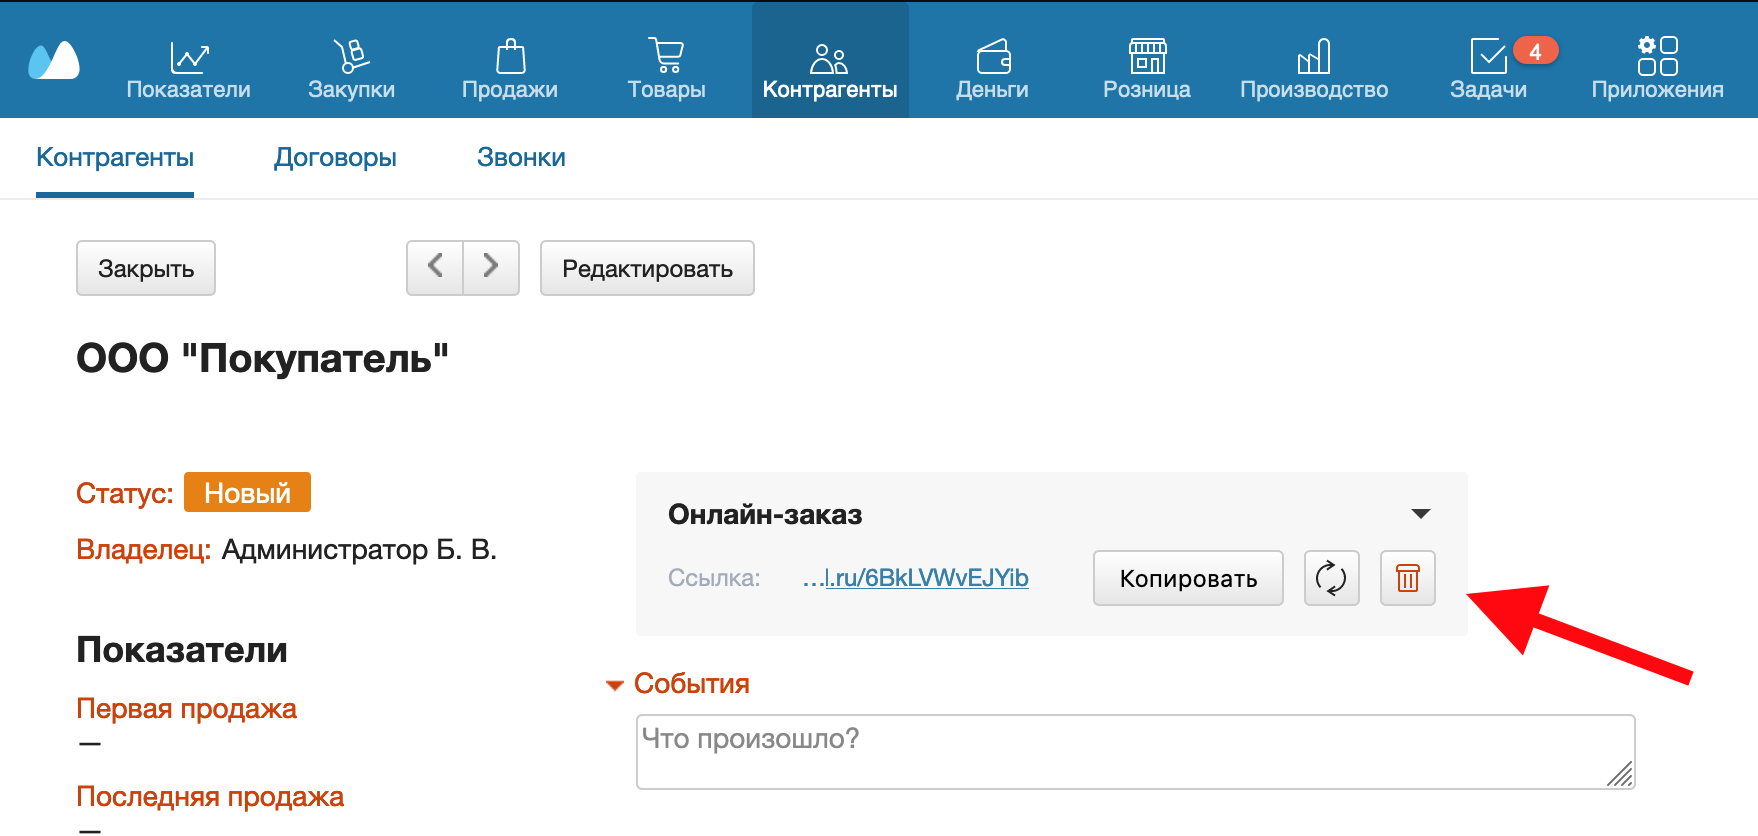 Показатели
Закупки
Продажи
Товары
Контрагенты
Деньги
Розница
Производство
4
Задачи
Приложения
Контрагенты
Договоры
Звонки
Закрыть
Редактировать
ООО "Покупатель"
Статус: Новый
Владелец: Администратор Б. В.
Онлайн-заказ
Ссылка: ...l.ru/6BkLVWvEJYib
Копировать
Показатели
События
Первая продажа
—
Что произошло?
Последняя продажа
—